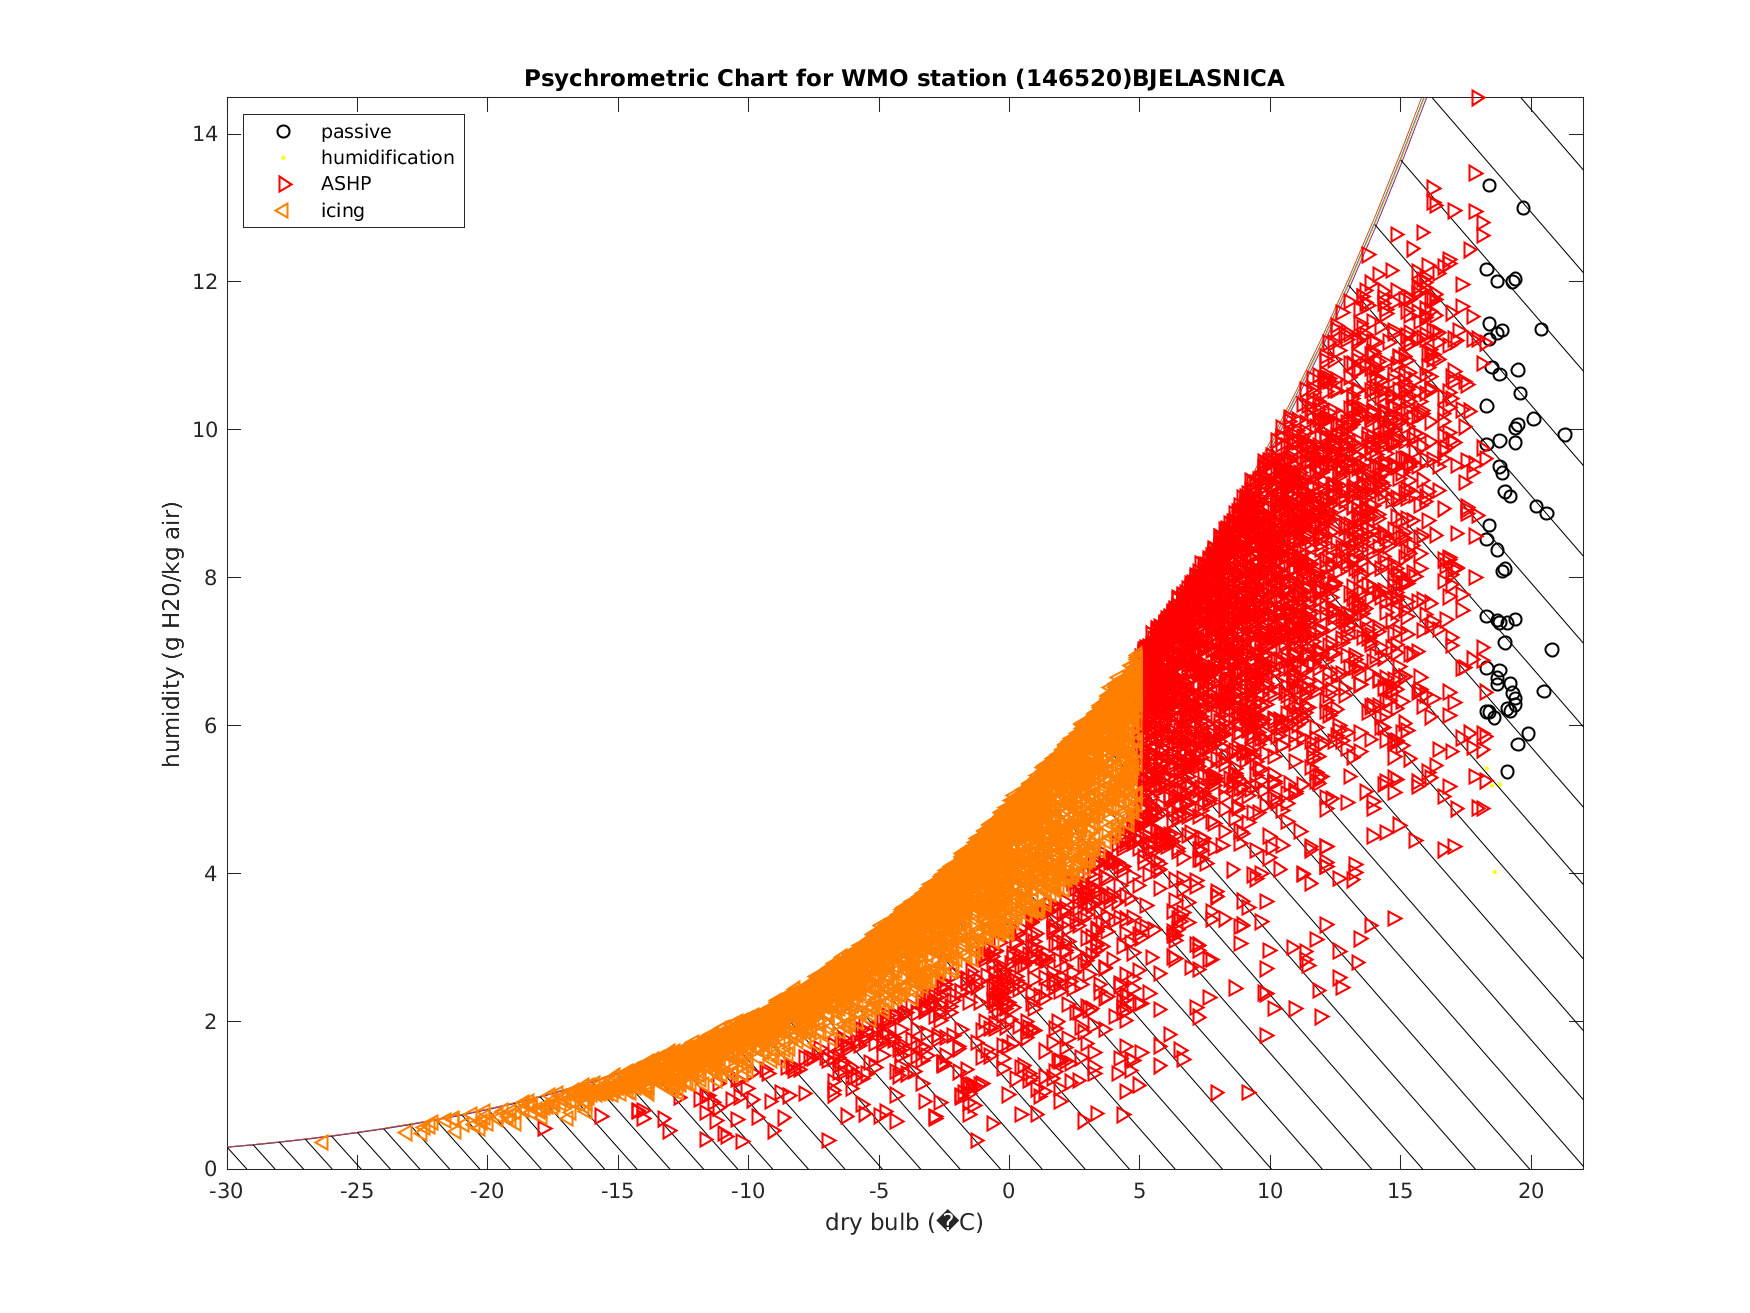 Psychrometric Chart for WMO station (146520)BJELASNICA
passive
humidification
ASHP
icing
14
12
10
8
6
4
2
0
humidity (g H20/kg air)
-30 -25 -20 -15 -10 -5 0 5 10 15 20
dry bulb (�C)